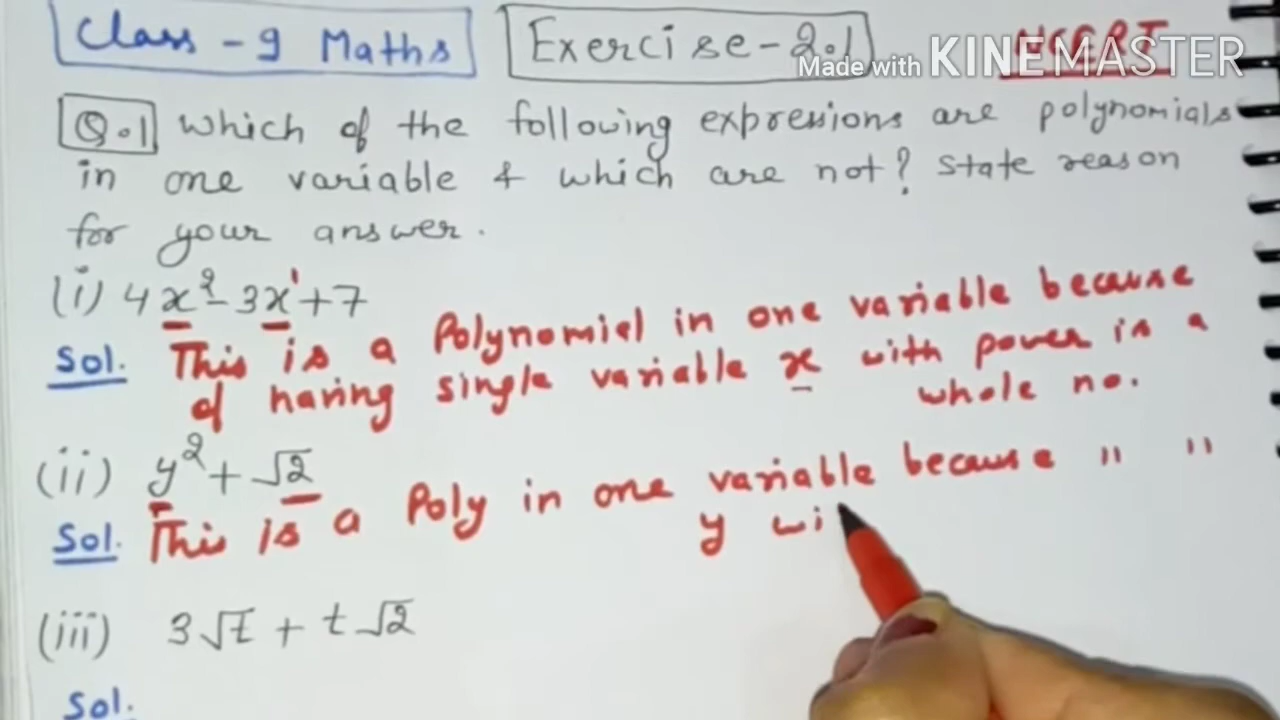 Class - 9 Maths Exercise - 2.1 NCERT
Made with KINEMASTER
Q.1 which of the following expressions are polynomials
in one variable & which are not? State reason
for your answer.
(i) 4x² - 3x¹ + 7
Sol. This is a Polynomiel in one variable because
of having single variable x with power is a
whole no.
(ii) y² + √2
Sol. This is a Poly in one variable because " "
y wi
(iii) 3√t + t√2
Sol.